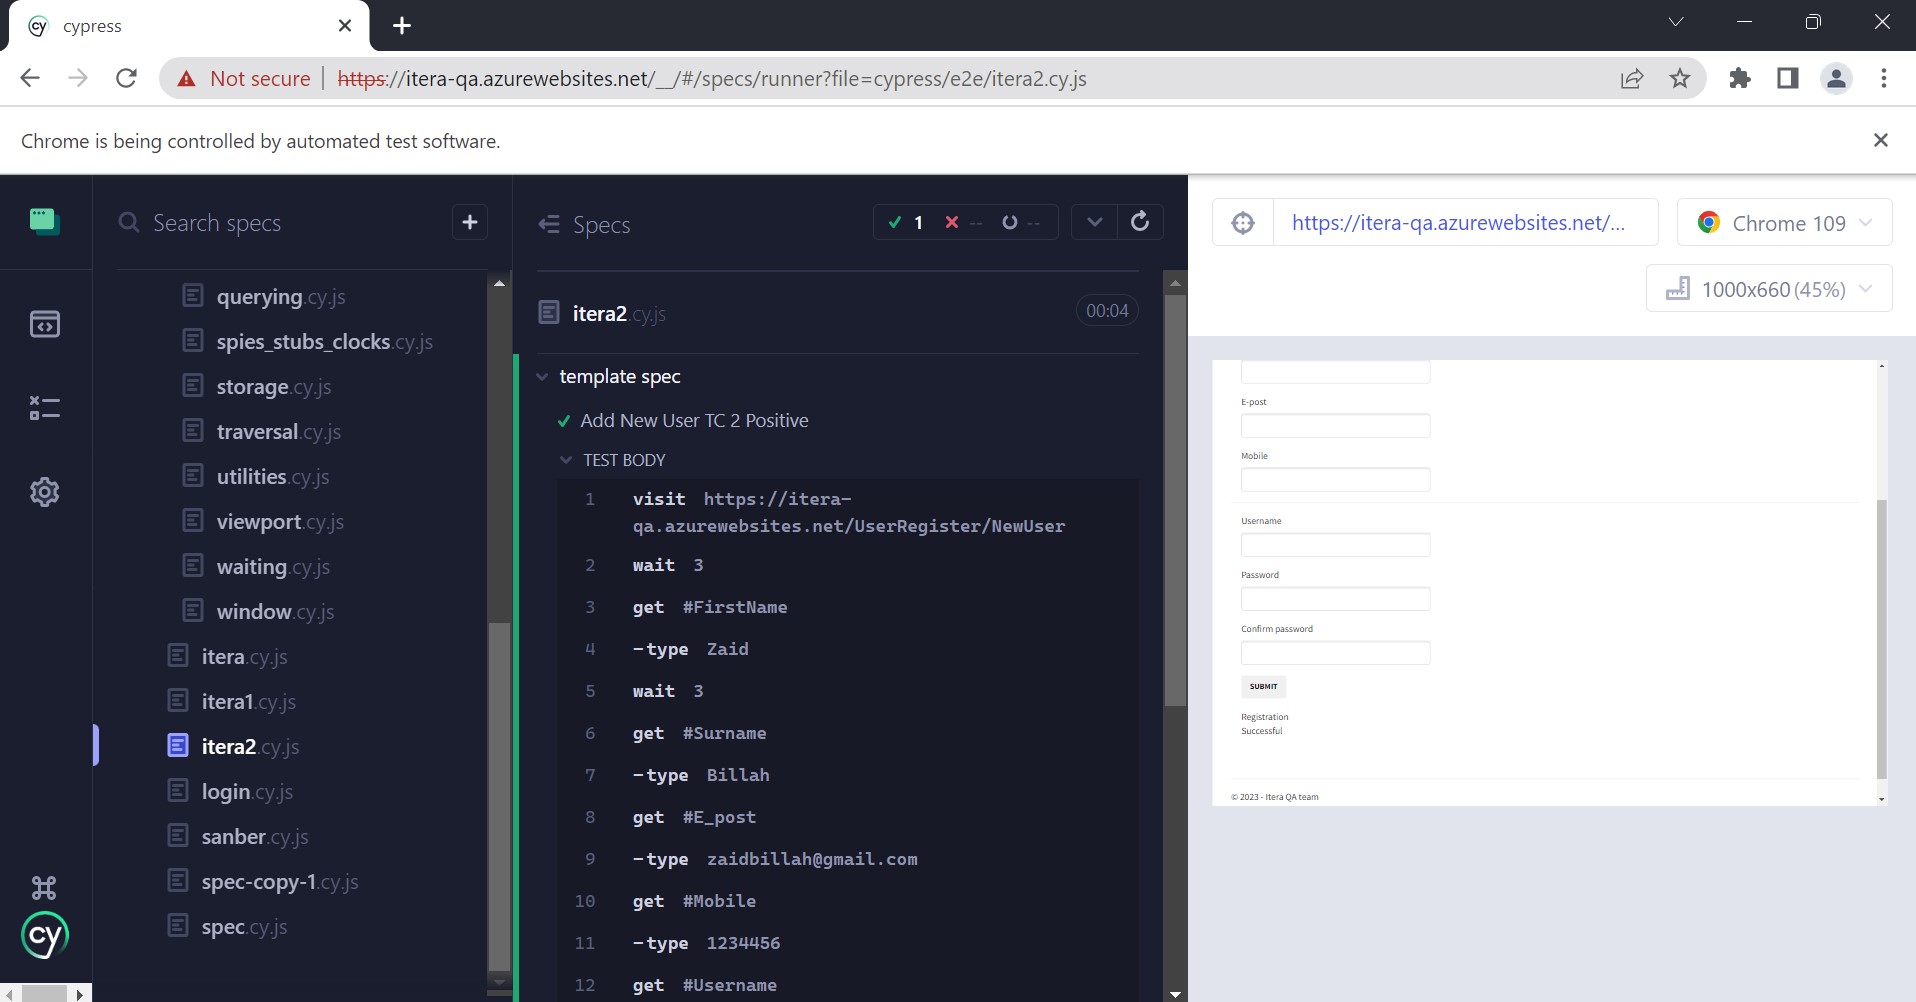 cypress
Not secure
https://itera-qa.azurewebsites.net/__/#/specs/runner?file=cypress/e2e/itera2.cy.js
Chrome is being controlled by automated test software.
Search specs
+
querying.cy.js
spies_stubs_clocks.cy.js
storage.cy.js
traversal.cy.js
utilities.cy.js
viewport.cy.js
waiting.cy.js
window.cy.js
itera.cy.js
itera1.cy.js
itera2.cy.js
login.cy.js
sanber.cy.js
spec-copy-1.cy.js
spec.cy.js
cy
Specs
1 -- --
itera2.cy.js 00:04
template spec
Add New User TC 2 Positive
TEST BODY
1 visit https://itera-
qa.azurewebsites.net/UserRegister/NewUser
2 wait 3
3 get #FirstName
4 -type Zaid
5 wait 3
6 get #Surname
7 -type Billah
8 get #E_post
9 -type zaidbillah@gmail.com
10 get #Mobile
11 -type 1234456
12 get #Username
https://itera-qa.azurewebsites.net/...
Chrome 109
1000x660 (45%)
E-post
Mobile
Username
Password
Confirm password
SUBMIT
Registration
Successful
© 2023 - Itera QA team